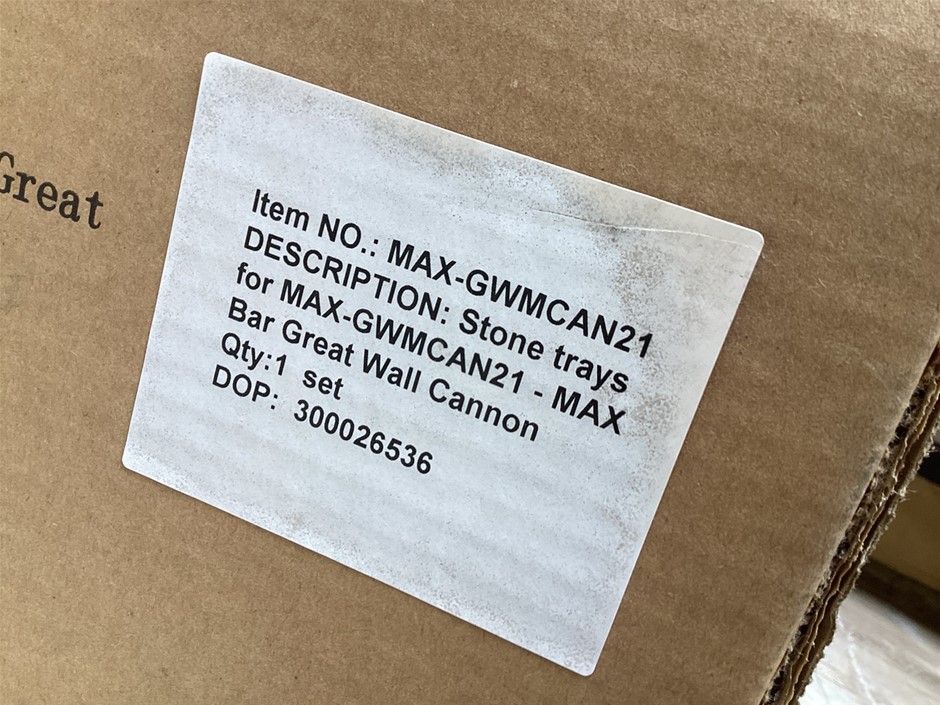 Great
Item NO.: MAX-GWMCAN21
DESCRIPTION: Stone trays
for MAX-GWMCAN21 - MAX
Bar Great Wall Cannon
Qty:1 set
DOP: 300026536